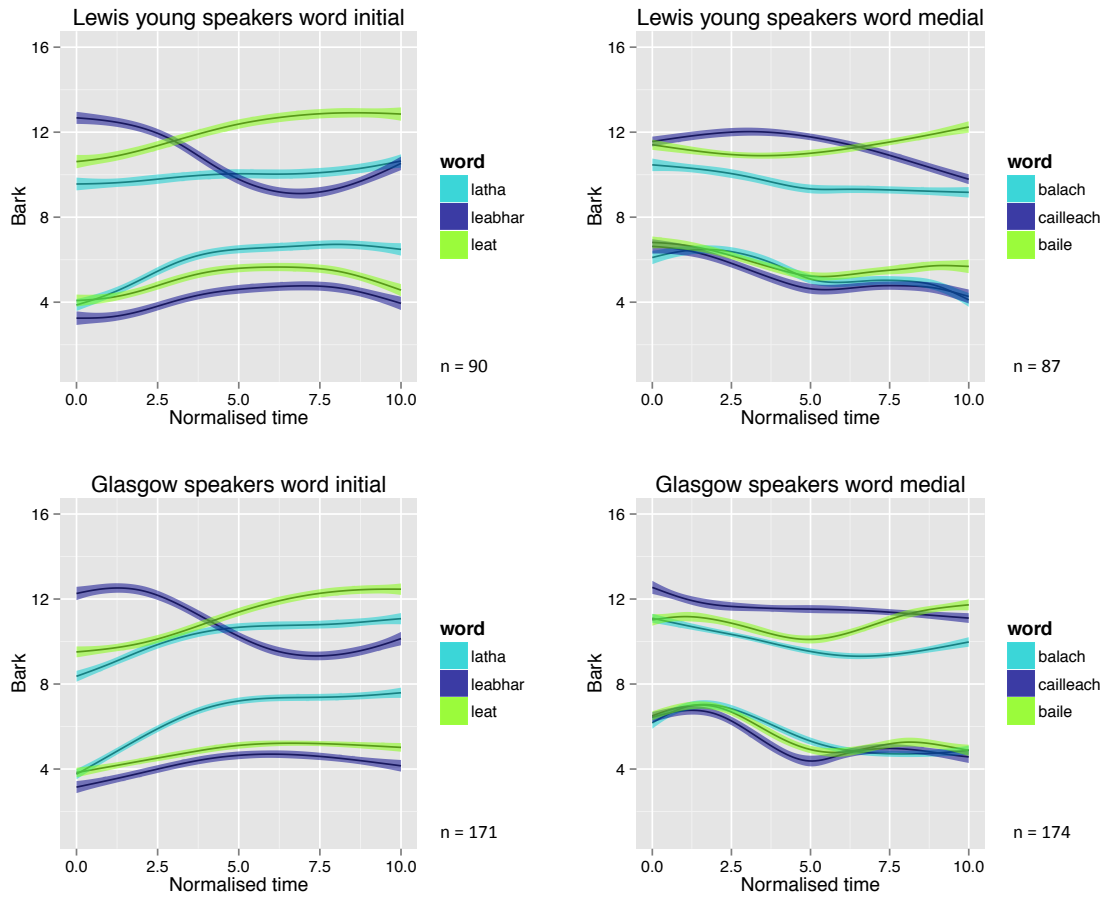 Lewis young speakers word initial
16
12
8
4
Bark
0.0 2.5 5.0 7.5 10.0
Normalised time
word
latha
leabhar
leat
n = 90
Lewis young speakers word medial
16
12
8
4
Bark
0.0 2.5 5.0 7.5 10.0
Normalised time
word
balach
cailleach
baile
n = 87
Glasgow speakers word initial
16
12
8
4
Bark
0.0 2.5 5.0 7.5 10.0
Normalised time
word
latha
leabhar
leat
n = 171
Glasgow speakers word medial
16
12
8
4
Bark
0.0 2.5 5.0 7.5 10.0
Normalised time
word
balach
cailleach
baile
n = 174